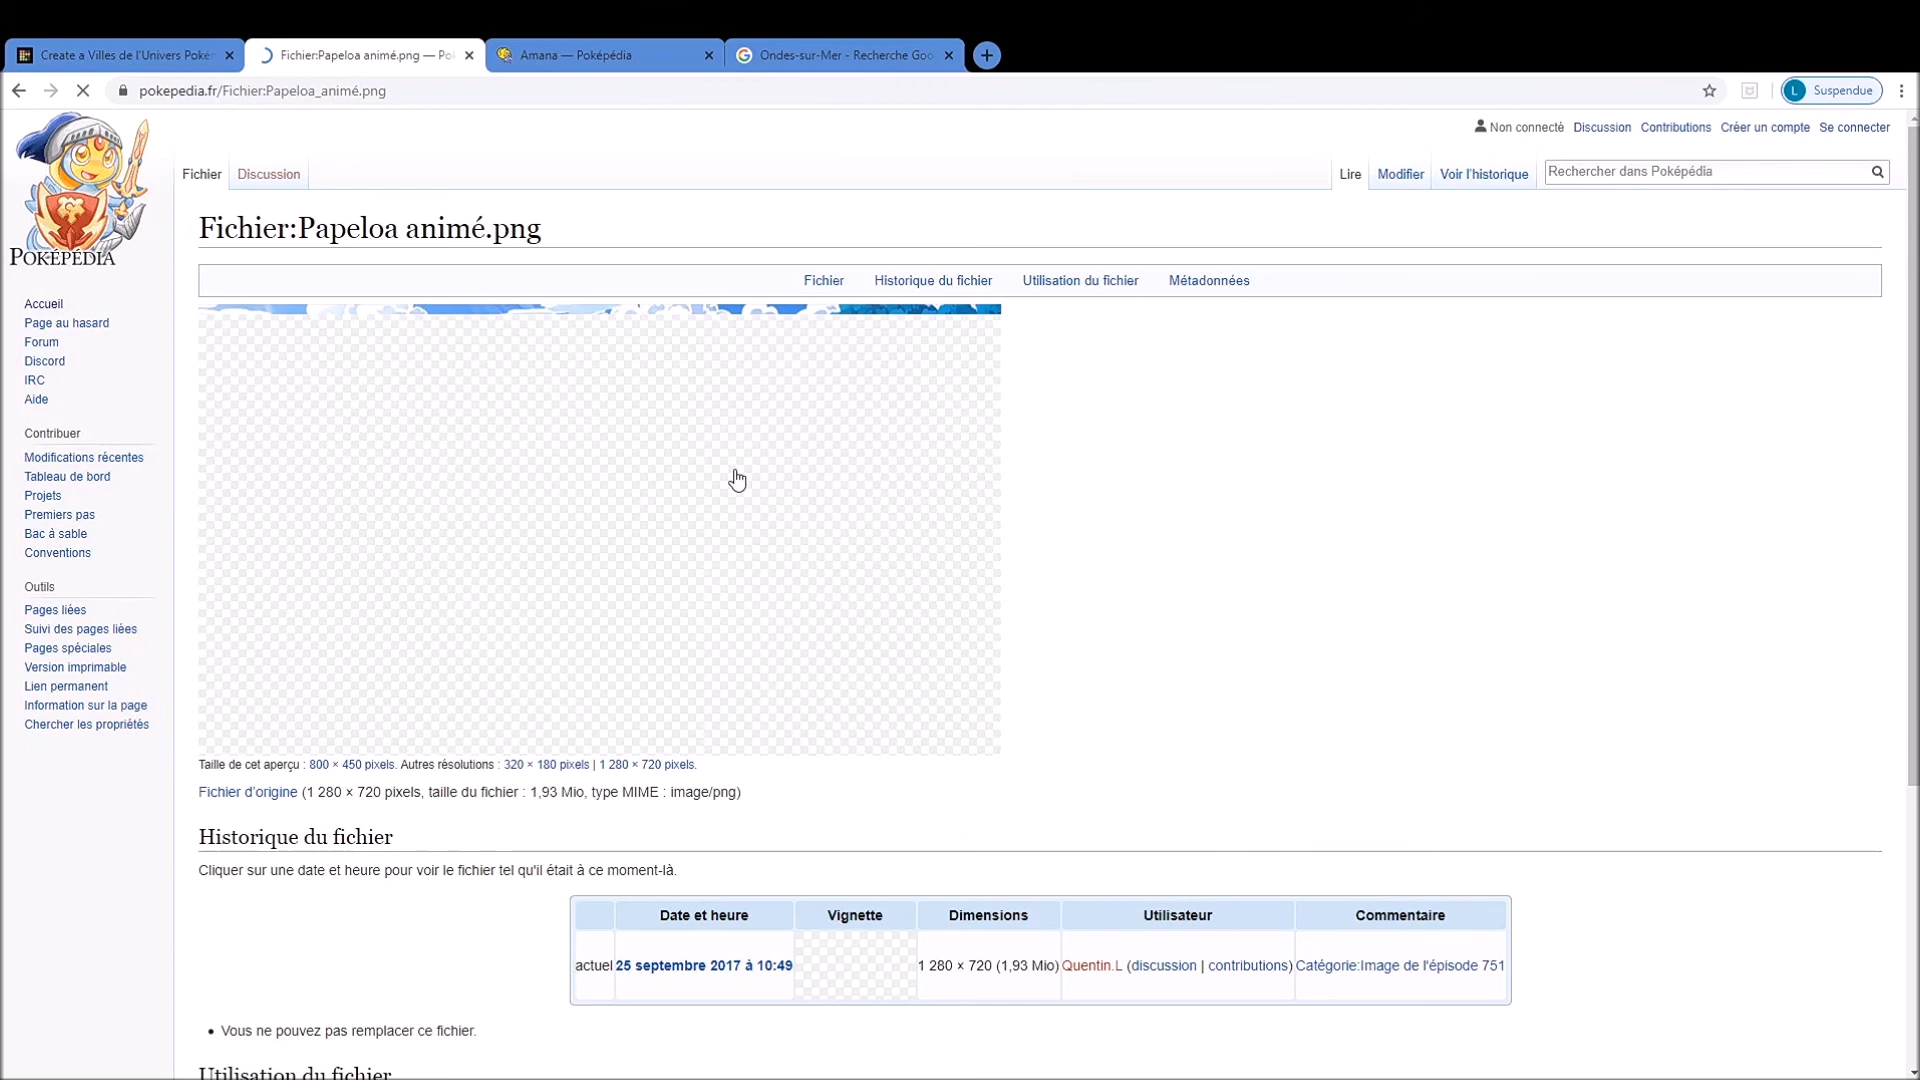 Create a Villes de l'Univers Pokér
Fichier:Papeloa animé.png — Pok
Amana — Poképédia
Ondes-sur-Mer - Recherche Goo
pokepedia.fr/Fichier:Papeloa_animé.png
L Suspendue
Non connecté Discussion Contributions Créer un compte Se connecter
POKÉPÉDIA
Fichier Discussion Lire Modifier Voir l'historique Rechercher dans Poképédia
Fichier:Papeloa animé.png
Fichier Historique du fichier Utilisation du fichier Métadonnées
Accueil
Page au hasard
Forum
Discord
IRC
Aide
Contribuer
Modifications récentes
Tableau de bord
Projets
Premiers pas
Bac à sable
Conventions
Outils
Pages liées
Suivi des pages liées
Pages spéciales
Version imprimable
Lien permanent
Information sur la page
Chercher les propriétés
Taille de cet aperçu : 800 × 450 pixels. Autres résolutions : 320 × 180 pixels | 1 280 × 720 pixels.
Fichier d'origine (1 280 × 720 pixels, taille du fichier : 1,93 Mio, type MIME : image/png)
Historique du fichier
Cliquer sur une date et heure pour voir le fichier tel qu'il était à ce moment-là.
Date et heure Vignette Dimensions Utilisateur Commentaire
actuel 25 septembre 2017 à 10:49 1 280 × 720 (1,93 Mio) Quentin.L (discussion | contributions) Catégorie:Image de l'épisode 751
• Vous ne pouvez pas remplacer ce fichier.
Utilisation du fichier